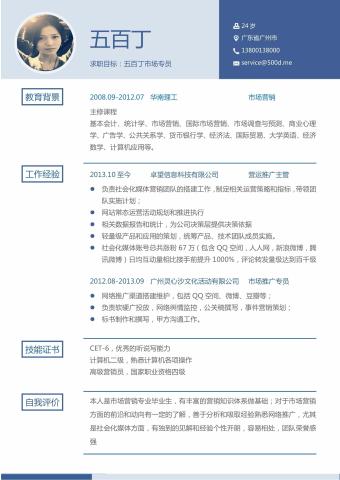 五百丁
求职目标：五百丁市场专员
24 岁
广东省广州市
13800138000
service@500d.me
教育背景
2008.09-2012.07 华南理工 市场营销
主修课程
基本会计、统计学、市场营销、国际市场营销、市场调查与预测、商业心理
学、广告学、公共关系学、货币银行学、经济法、国际贸易、大学英语、经济
数学、计算机应用等。
工作经验
2013.10 至今 卓望信息科技有限公司 营运推广主管
负责社会化媒体营销团队的搭建工作,制定相关运营策略和指标,带领团
队实施计划；
网站常态运营活动规划和推进执行
相关数据报告和统计，为公司决策层提供决策依据
轻量级产品和应用的策划，统筹产品、技术团队成员实施。
社会化媒体账号总共涨粉 67 万（包含 QQ 空间，人人网，新浪微博，腾
讯微博）日均互动量相比接手前提升 1000%，评论转发量级达到百千级
2012.08-2013.09 广州灵心沙文化活动有限公司 市场推广专员
网络推广渠道搭建维护，包括 QQ 空间、微博、豆瓣等；
负责软硬广投放，网络舆情监控，公关稿撰写，事件营销策划；
标书制作和撰写，甲方沟通工作。
技能证书
CET-6，优秀的听说写能力
计算机二级，熟悉计算机各项操作
高级营销员，国家职业资格四级
自我评价
本人是市场营销专业毕业生，有丰富的营销知识体系做基础；对于市场营销
方面的前沿和动向有一定的了解，善于分析和吸取经验熟悉网络推广，尤其
是社会化媒体方面，有独到的见解和经验个性开朗，容易相处，团队荣誉感
强